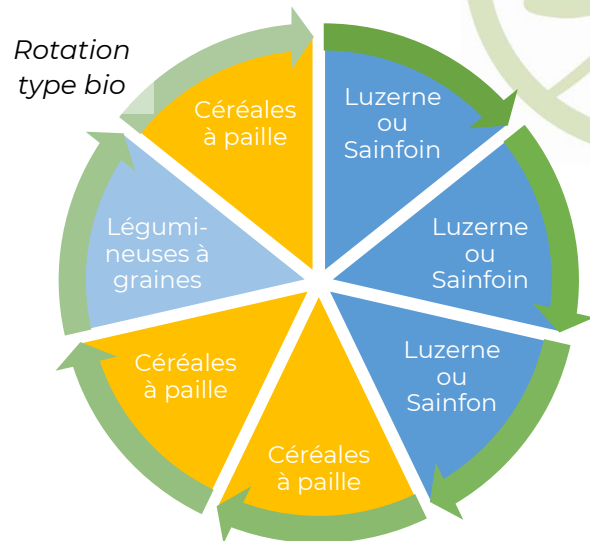 Rotation
type bio
Luzerne
ou
Sainfoin
Luzerne
ou
Sainfoin
Luzerne
ou
Sainfon
Céréales
à paille
Céréales
à paille
Légumi-
neuses à
graines
Céréales
à paille